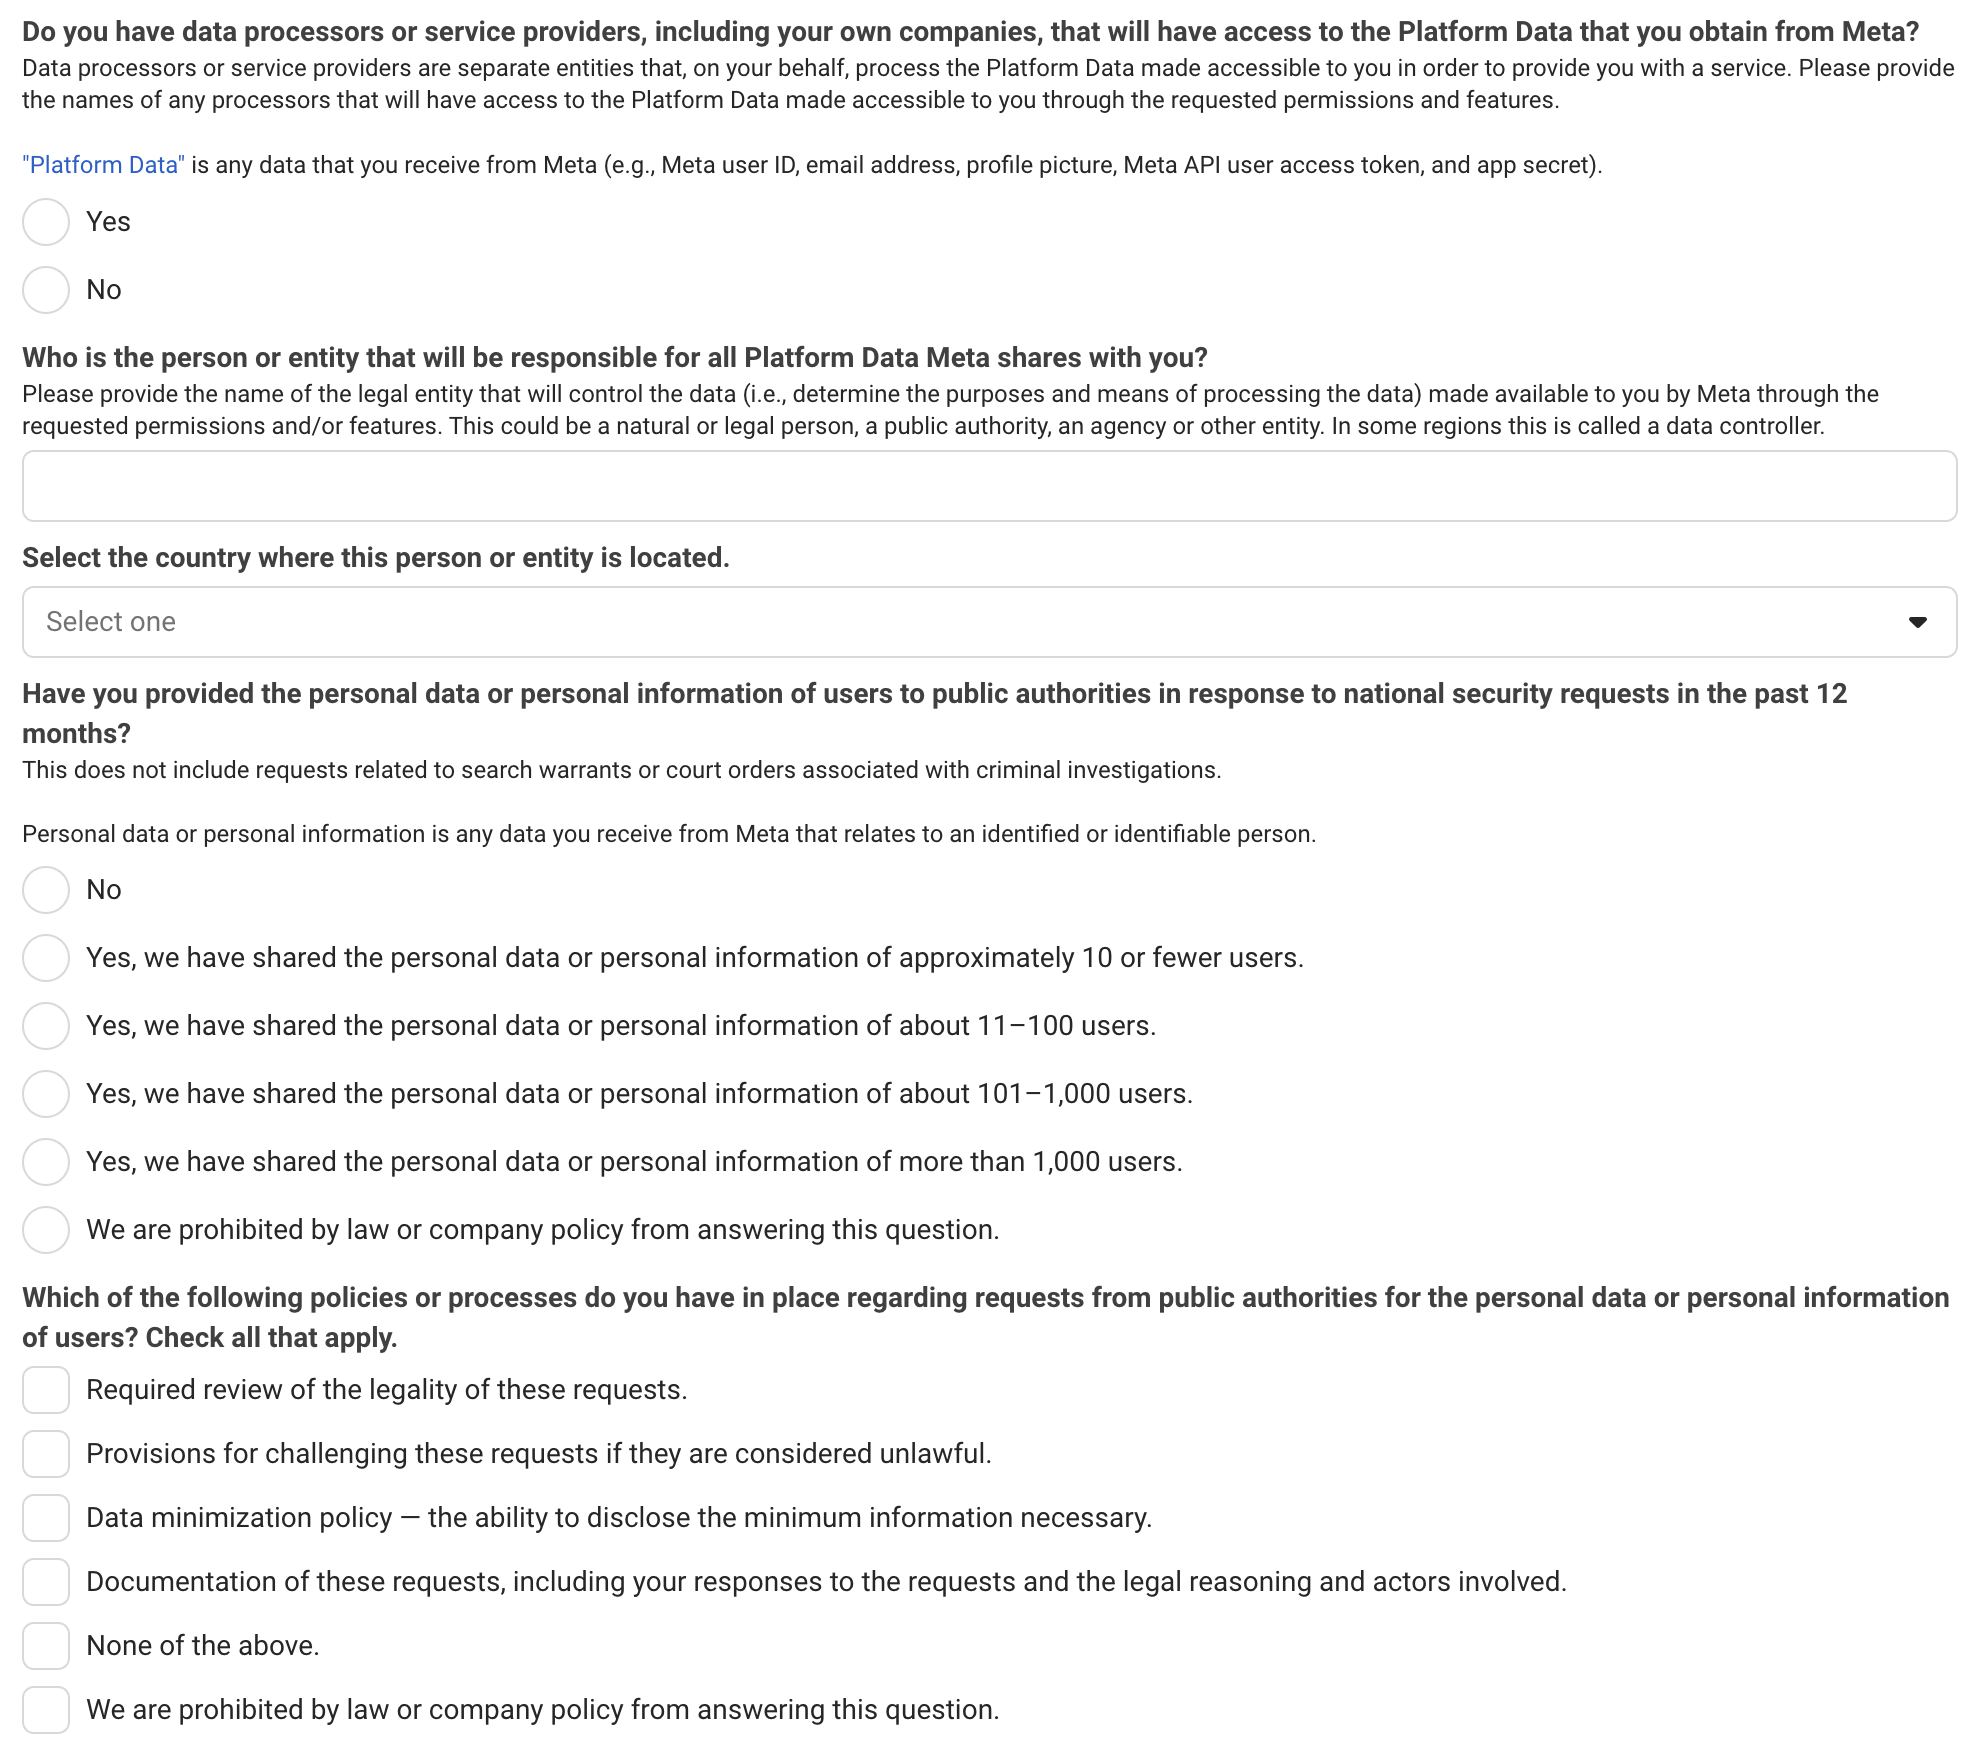 Do you have data processors or service providers, including your own companies, that will have access to the Platform Data that you obtain from Meta?
Data processors or service providers are separate entities that, on your behalf, process the Platform Data made accessible to you in order to provide you with a service. Please provide
the names of any processors that will have access to the Platform Data made accessible to you through the requested permissions and features.
"Platform Data" is any data that you receive from Meta (e.g., Meta user ID, email address, profile picture, Meta API user access token, and app secret).
Yes
No
Who is the person or entity that will be responsible for all Platform Data Meta shares with you?
Please provide the name of the legal entity that will control the data (i.e., determine the purposes and means of processing the data) made available to you by Meta through the
requested permissions and/or features. This could be a natural or legal person, a public authority, an agency or other entity. In some regions this is called a data controller.
Select the country where this person or entity is located.
Select one
Have you provided the personal data or personal information of users to public authorities in response to national security requests in the past 12
months?
This does not include requests related to search warrants or court orders associated with criminal investigations.
Personal data or personal information is any data you receive from Meta that relates to an identified or identifiable person.
No
Yes, we have shared the personal data or personal information of approximately 10 or fewer users.
Yes, we have shared the personal data or personal information of about 11–100 users.
Yes, we have shared the personal data or personal information of about 101–1,000 users.
Yes, we have shared the personal data or personal information of more than 1,000 users.
We are prohibited by law or company policy from answering this question.
Which of the following policies or processes do you have in place regarding requests from public authorities for the personal data or personal information
of users? Check all that apply.
Required review of the legality of these requests.
Provisions for challenging these requests if they are considered unlawful.
Data minimization policy — the ability to disclose the minimum information necessary.
Documentation of these requests, including your responses to the requests and the legal reasoning and actors involved.
None of the above.
We are prohibited by law or company policy from answering this question.